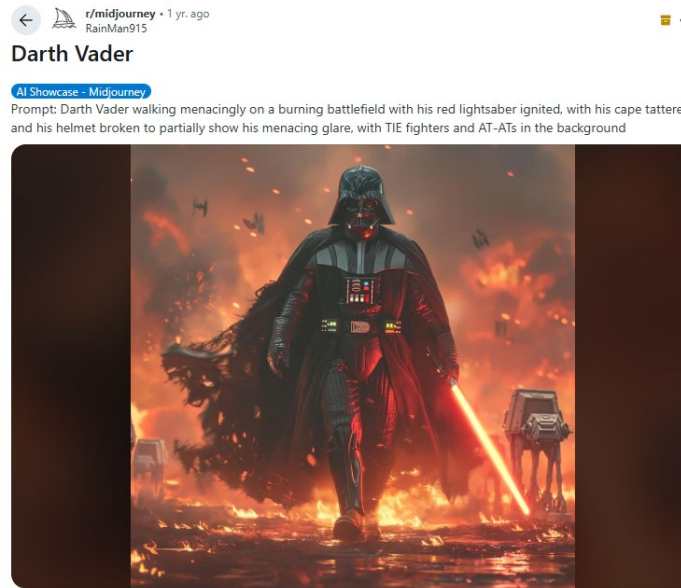 r/midjourney • 1 yr. ago
RainMan915
Darth Vader
AI Showcase - Midjourney
Prompt: Darth Vader walking menacingly on a burning battlefield with his red lightsaber ignited, with his cape tattere
and his helmet broken to partially show his menacing glare, with TIE fighters and AT-ATs in the background